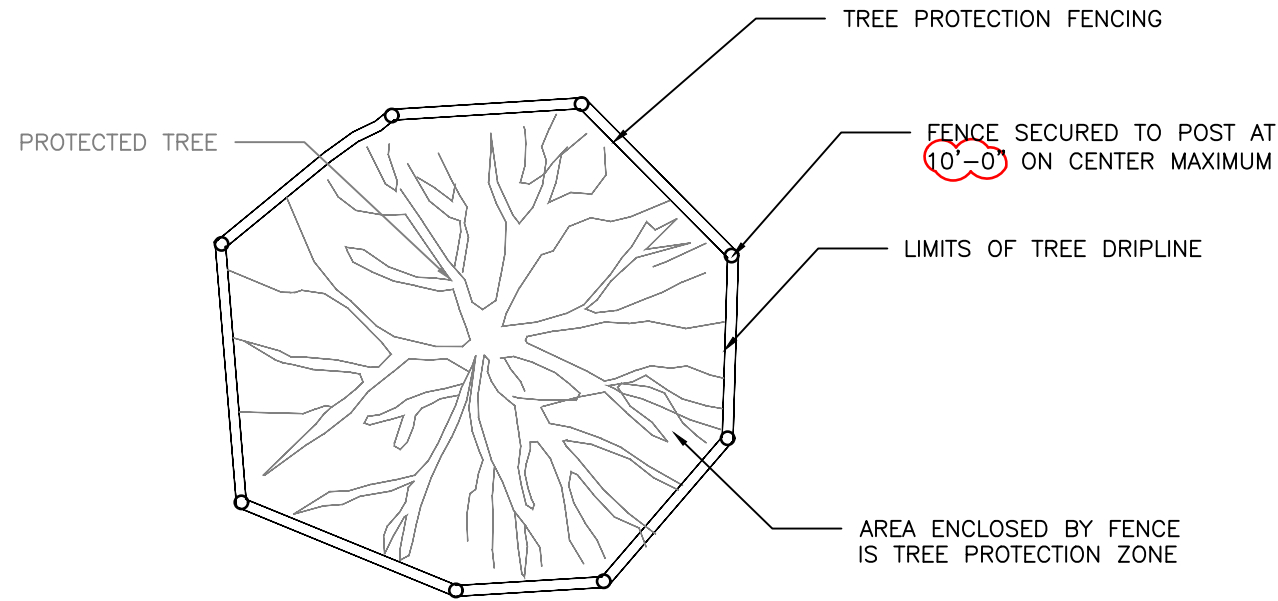 TREE PROTECTION FENCING
PROTECTED TREE
FENCE SECURED TO POST AT
10'-0" ON CENTER MAXIMUM
LIMITS OF TREE DRIPLINE
AREA ENCLOSED BY FENCE
IS TREE PROTECTION ZONE